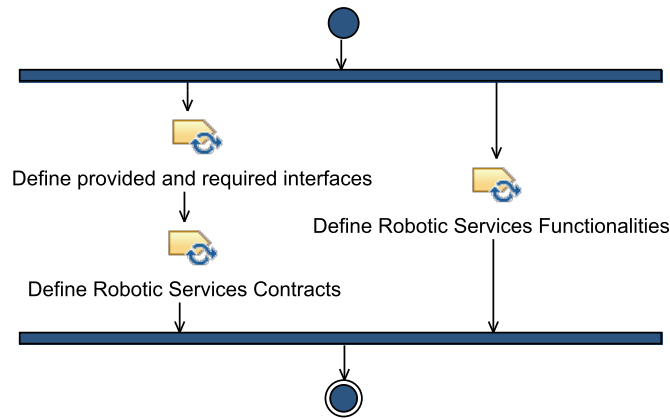 Define provided and required interfaces
Define Robotic Services Functionalities
Define Robotic Services Contracts